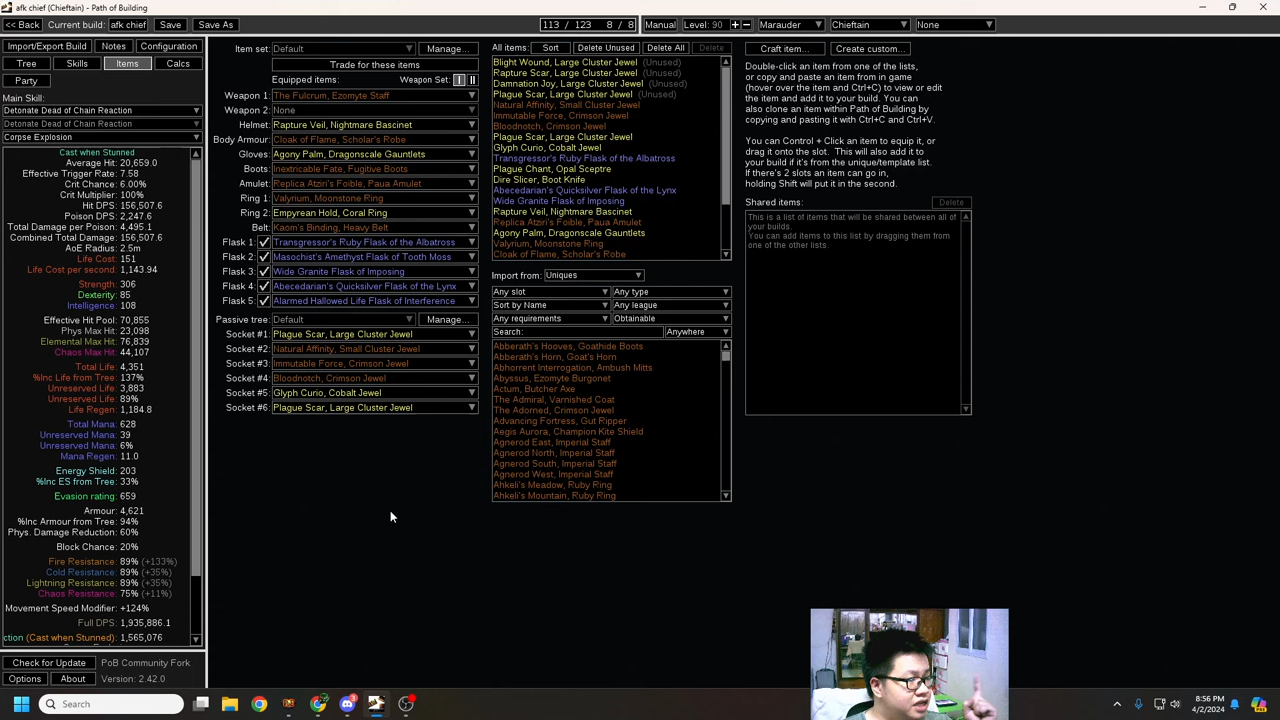 afk chief (Chieftain) - Path of Building
<< Back
Current build: afk chief
Save
Save As
113 / 123 8 / 8
Manual
Level: 90
+
Marauder
Chieftain
None
Import/Export Build
Notes
Configuration
Tree
Skills
Items
Calcs
Party
Main Skill:
Detonate Dead of Chain Reaction
Detonate Dead of Chain Reaction
Corpse Explosion
Cast when Stunned
Average Hit: 20,659.0
Effective Trigger Rate: 7.58
Crit Chance: 6.00%
Crit Multiplier: 100%
Hit DPS: 156,507.6
Poison DPS: 2,247.6
Total Damage per Poison: 4,495.1
Combined Total Damage: 156,507.6
AoE Radius: 2.5m
Life Cost: 151
Life Cost per second: 1,143.94
Strength: 306
Dexterity: 85
Intelligence: 108
Effective Hit Pool: 70,855
Phys Max Hit: 23,098
Elemental Max Hit: 76,839
Chaos Max Hit: 44,107
Total Life: 4,351
%Inc Life from Tree: 137%
Unreserved Life: 3,883
Unreserved Life: 89%
Life Regen: 1,184.8
Total Mana: 628
Unreserved Mana: 39
Unreserved Mana: 6%
Mana Regen: 11.0
Energy Shield: 203
%Inc ES from Tree: 33%
Evasion rating: 659
Armour: 4,621
%Inc Armour from Tree: 94%
Phys. Damage Reduction: 60%
Block Chance: 20%
Fire Resistance: 89% (+133%)
Cold Resistance: 89% (+35%)
Lightning Resistance: 89% (+35%)
Chaos Resistance: 75% (+11%)
Movement Speed Modifier: +124%
Full DPS: 1,935,886.1
ction (Cast when Stunned): 1,565,076
Check for Update
PoB Community Fork
Options
About
Version: 2.42.0
Item set: Default
Manage...
Trade for these items
Equipped items:
Weapon Set: I II
Weapon 1: The Fulcrum, Ezomyte Staff
Weapon 2: None
Helmet: Rapture Veil, Nightmare Bascinet
Body Armour: Cloak of Flame, Scholar's Robe
Gloves: Agony Palm, Dragonscale Gauntlets
Boots: Inextricable Fate, Fugitive Boots
Amulet: Replica Atziri's Foible, Paua Amulet
Ring 1: Valyrium, Moonstone Ring
Ring 2: Empyrean Hold, Coral Ring
Belt: Kaom's Binding, Heavy Belt
Flask 1: Transgressor's Ruby Flask of the Albatross
Flask 2: Masochist's Amethyst Flask of Tooth Moss
Flask 3: Wide Granite Flask of Imposing
Flask 4: Abecedarian's Quicksilver Flask of the Lynx
Flask 5: Alarmed Hallowed Life Flask of Interference
Passive tree: Default
Manage...
Socket #1: Plague Scar, Large Cluster Jewel
Socket #2: Natural Affinity, Small Cluster Jewel
Socket #3: Immutable Force, Crimson Jewel
Socket #4: Bloodnotch, Crimson Jewel
Socket #5: Glyph Curio, Cobalt Jewel
Socket #6: Plague Scar, Large Cluster Jewel
All items:
Sort
Delete Unused
Delete All
Delete
Blight Wound, Large Cluster Jewel (Unused)
Rapture Scar, Large Cluster Jewel (Unused)
Damnation Joy, Large Cluster Jewel (Unused)
Plague Scar, Large Cluster Jewel (Unused)
Natural Affinity, Small Cluster Jewel
Immutable Force, Crimson Jewel
Bloodnotch, Crimson Jewel
Plague Scar, Large Cluster Jewel
Glyph Curio, Cobalt Jewel
Transgressor's Ruby Flask of the Albatross
Plague Chant, Opal Sceptre
Dire Slicer, Boot Knife
Abecedarian's Quicksilver Flask of the Lynx
Wide Granite Flask of Imposing
Rapture Veil, Nightmare Bascinet
Replica Atziri's Foible, Paua Amulet
Agony Palm, Dragonscale Gauntlets
Valyrium, Moonstone Ring
Cloak of Flame, Scholar's Robe
Import from: Uniques
Any slot
Any type
Sort by Name
Any league
Any requirements
Obtainable
Search:
Anywhere
Abberath's Hooves, Goathide Boots
Abberath's Horn, Goat's Horn
Abhorrent Interrogation, Ambush Mitts
Abyssus, Ezomyte Burgonet
Actum, Butcher Axe
The Admiral, Varnished Coat
The Adorned, Crimson Jewel
Advancing Fortress, Gut Ripper
Aegis Aurora, Champion Kite Shield
Agnerod East, Imperial Staff
Agnerod North, Imperial Staff
Agnerod South, Imperial Staff
Agnerod West, Imperial Staff
Ahkeli's Meadow, Ruby Ring
Ahkeli's Mountain, Ruby Ring
Craft item...
Create custom...
Double-click an item from one of the lists,
or copy and paste an item from in game
(hover over the item and Ctrl+C) to view or edit
the item and add it to your build. You can
also clone an item within Path of Building by
copying and pasting it with Ctrl+C and Ctrl+V.
You can Control + Click an item to equip it, or
drag it onto the slot. This will also add it to
your build if it's from the unique/template list.
If there's 2 slots an item can go in,
holding Shift will put it in the second.
Shared items:
Delete
This is a list of items that will be shared between all of
your builds.
You can add items to this list by dragging them from
one of the other lists.
Search
3
8:56 PM
4/2/2024